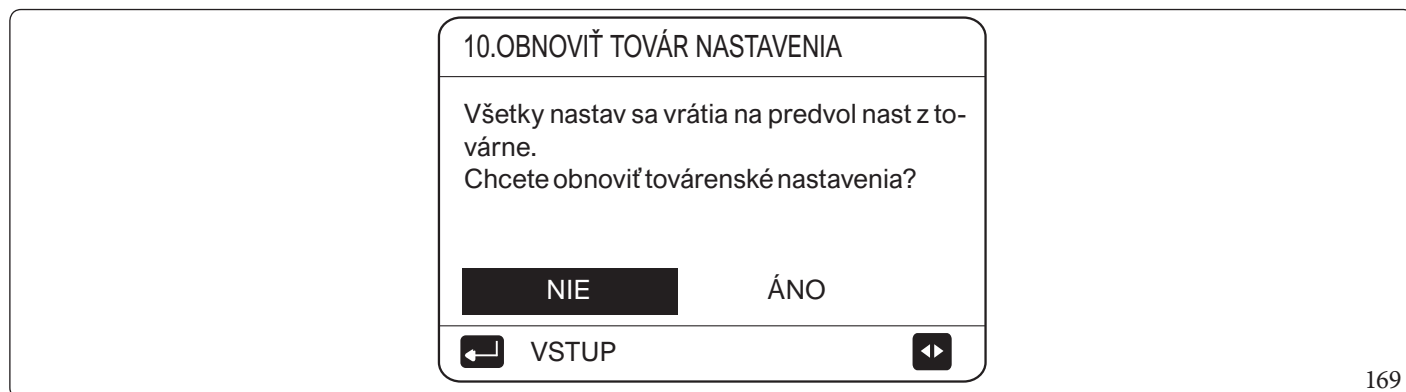 10.OBNOVIŤ TOVÁR NASTAVENIA
Všetky nastav sa vrátia na predvol nast z to-
várne.
Chcete obnoviť továrenské nastavenia?
NIE ÁNO
VSTUP
169